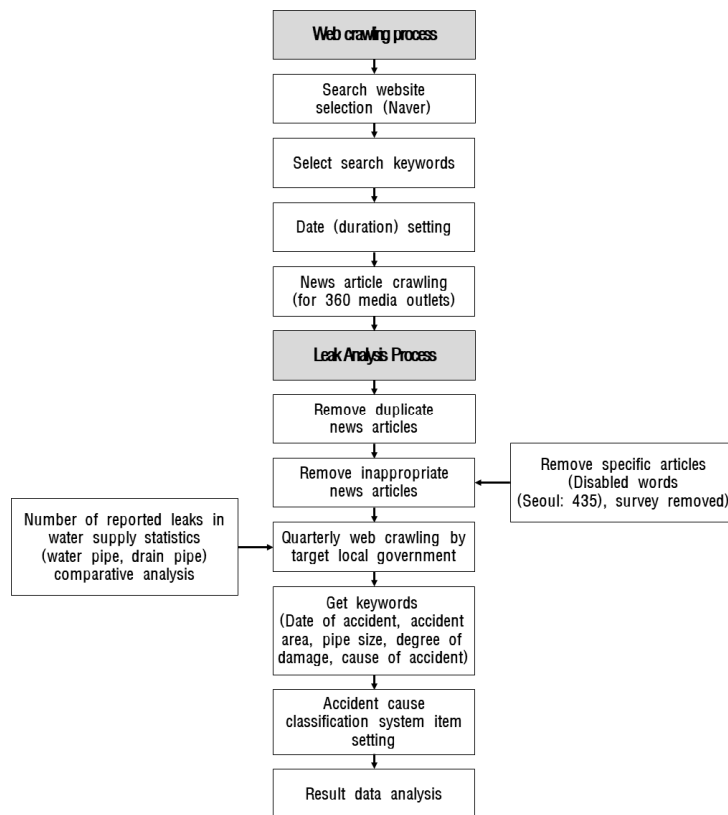 Web crawling process
Search website
selection (Naver)
Select search keywords
Date (duration) setting
News article crawling
(for 360 media outlets)
Leak Analysis Process
Remove duplicate
news articles
Remove inappropriate
news articles
Remove specific articles
(Disabled words
(Seoul: 435), survey removed)
Number of reported leaks in
water supply statistics
(water pipe, drain pipe)
comparative analysis
Quarterly web crawling by
target local government
Get keywords
(Date of accident, accident
area, pipe size, degree of
damage, cause of accident)
Accident cause
classification system item
setting
Result data analysis